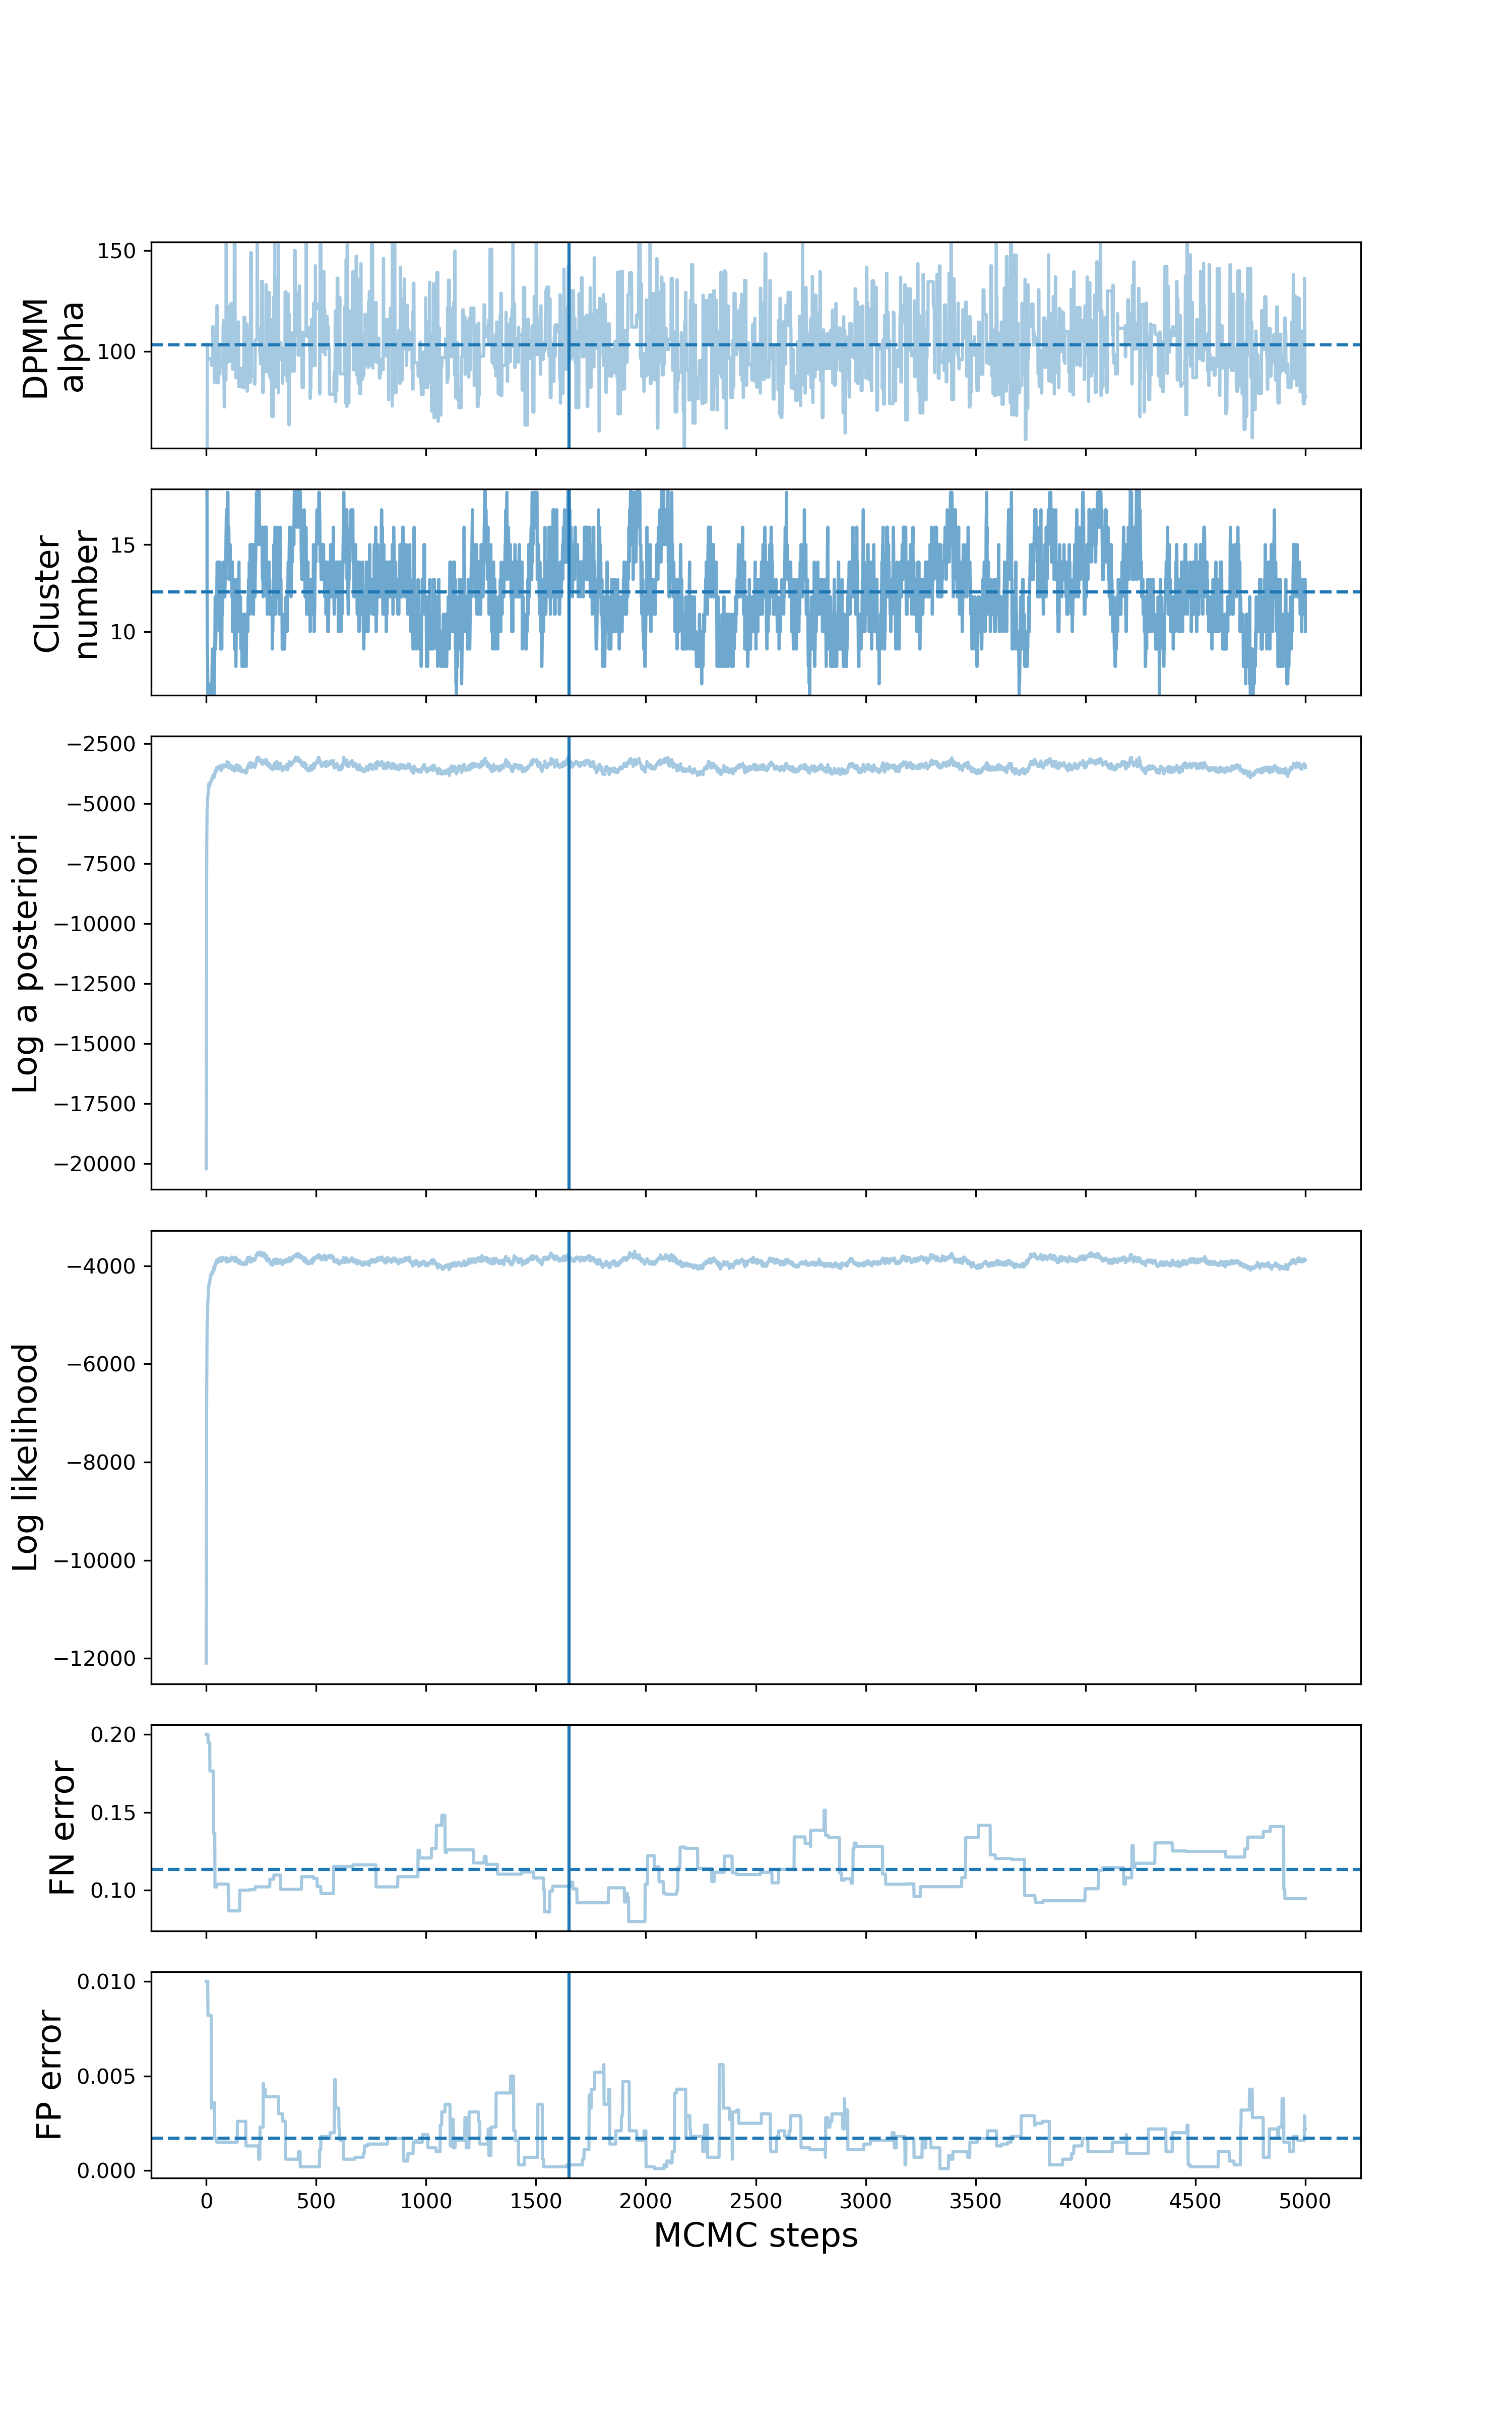 DPMM
alpha
150
100
Cluster
number
15
10
Log a posteriori
−2500
−5000
−7500
−10000
−12500
−15000
−17500
−20000
Log likelihood
−4000
−6000
−8000
−10000
−12000
FN error
0.20
0.15
0.10
FP error
0.010
0.005
0.000
0 500 1000 1500 2000 2500 3000 3500 4000 4500 5000
MCMC steps